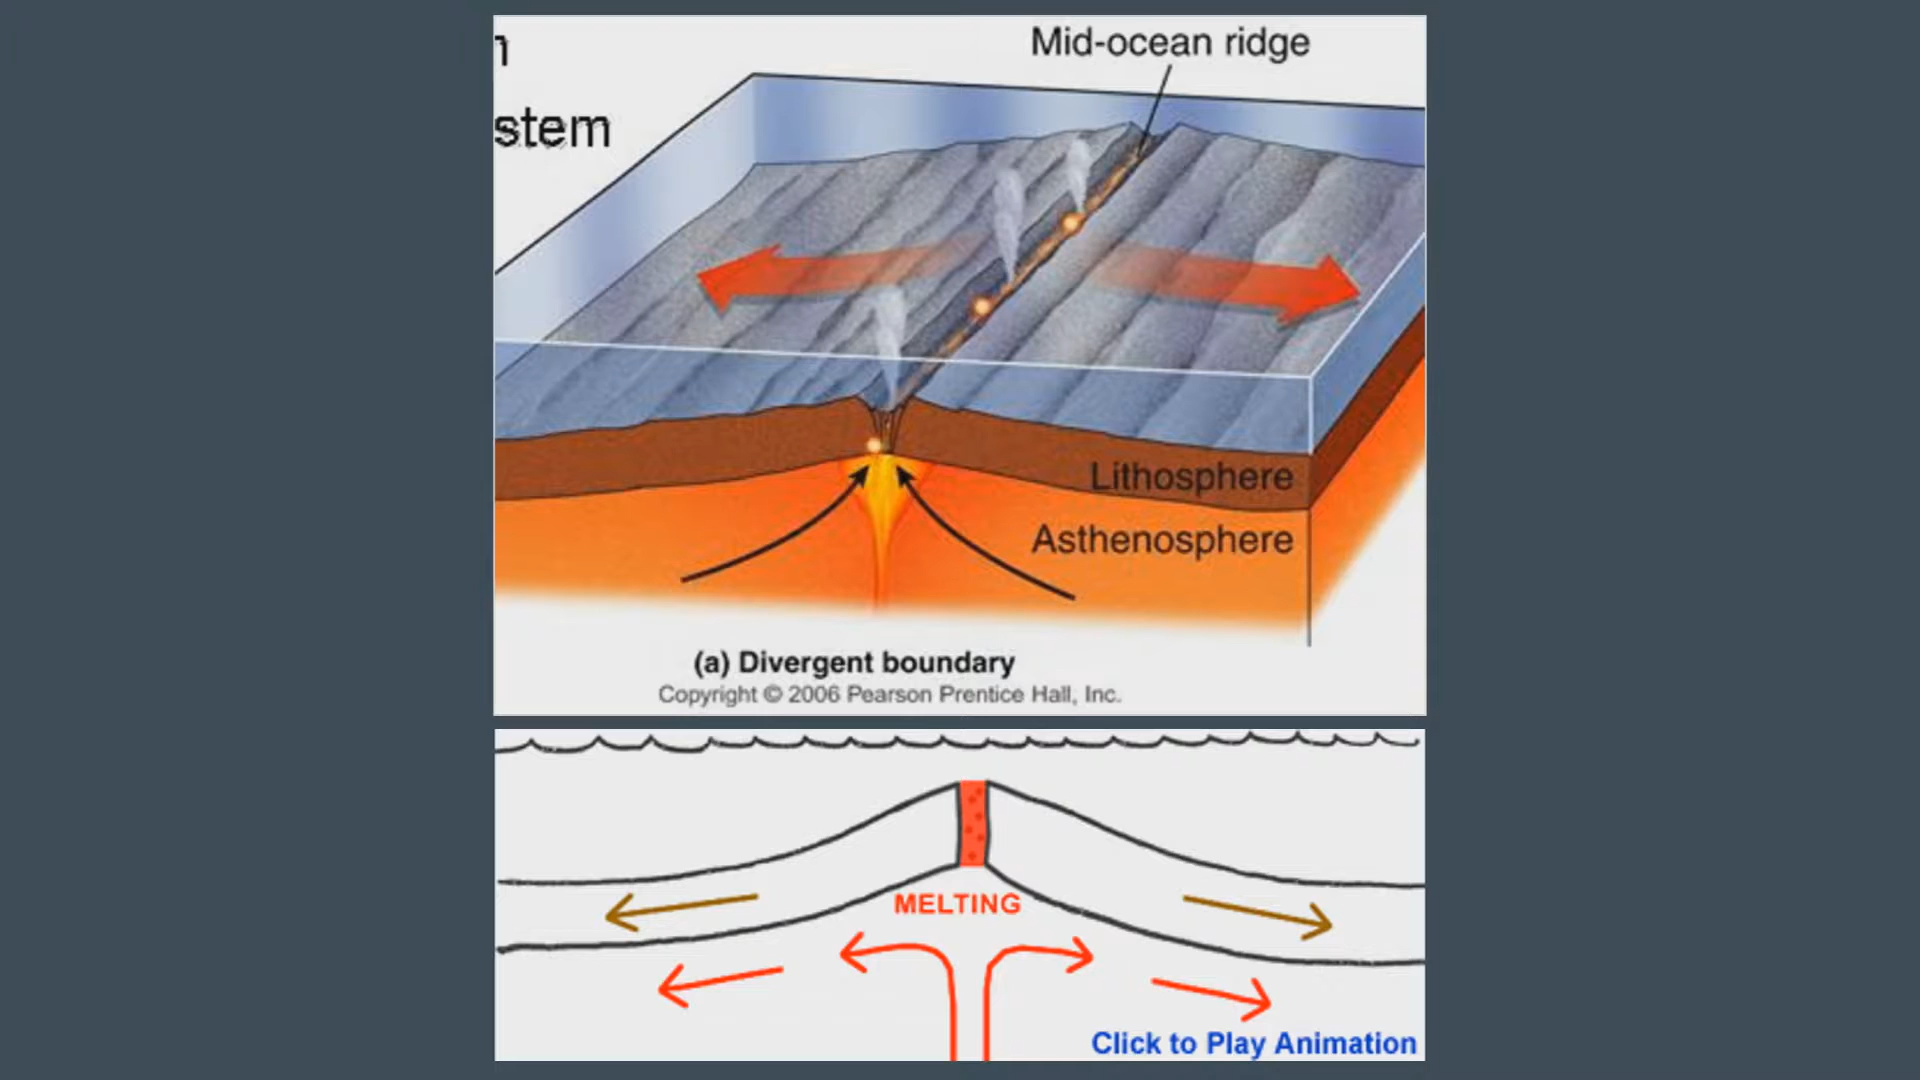 Mid-ocean ridge
stem
Lithosphere
Asthenosphere
(a) Divergent boundary
Copyright © 2006 Pearson Prentice Hall, Inc.
MELTING
Click to Play Animation